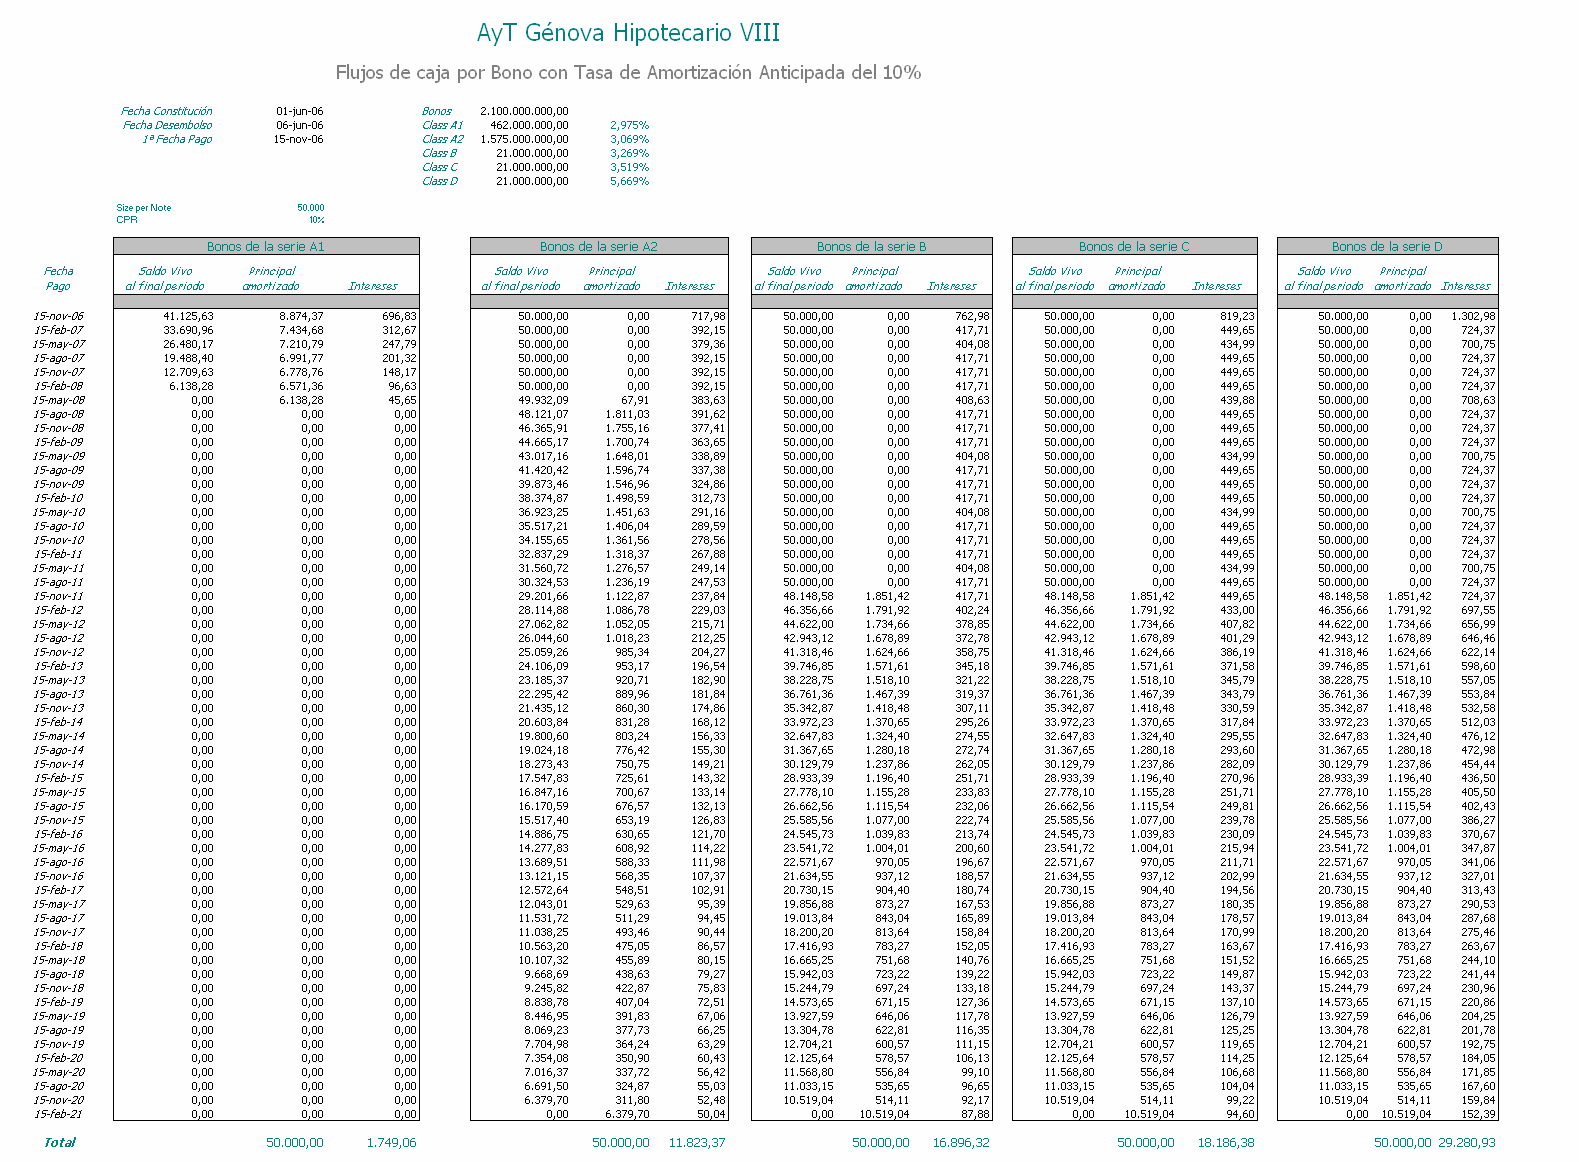 AyT Génova Hipotecario VIII
Flujos de caja por Bono con Tasa de Amortización Anticipada del 10%
Fecha Constitución 01-jun-06 Bonos 2.100.000.000,00
Fecha Desembolso 06-jun-06 Class A1 462.000.000,00 2,975%
1ª Fecha Pago 15-nov-06 Class A2 1.575.000.000,00 3,069%
Class B 21.000.000,00 3,269%
Class C 21.000.000,00 3,519%
Class D 21.000.000,00 5,669%
Size per Note 50.000
CPR 10%
Bonos de la serie A1 Bonos de la serie A2 Bonos de la serie B Bonos de la serie C Bonos de la serie D
Fecha Saldo Vivo Principal Saldo Vivo Principal Saldo Vivo Principal Saldo Vivo Principal Saldo Vivo Principal
Pago al final periodo amortizado Intereses al final periodo amortizado Intereses al final periodo amortizado Intereses al final periodo amortizado Intereses al final periodo amortizado Intereses
15-nov-06 41.125,63 8.874,37 696,83 50.000,00 0,00 717,98 50.000,00 0,00 762,98 50.000,00 0,00 819,23 50.000,00 0,00 1.302,98
15-feb-07 33.690,96 7.434,68 312,67 50.000,00 0,00 392,15 50.000,00 0,00 417,71 50.000,00 0,00 449,65 50.000,00 0,00 724,37
15-may-07 26.480,17 7.210,79 247,79 50.000,00 0,00 379,36 50.000,00 0,00 404,08 50.000,00 0,00 434,99 50.000,00 0,00 700,75
15-ago-07 19.488,40 6.991,77 201,32 50.000,00 0,00 392,15 50.000,00 0,00 417,71 50.000,00 0,00 449,65 50.000,00 0,00 724,37
15-nov-07 12.709,63 6.778,76 148,17 50.000,00 0,00 392,15 50.000,00 0,00 417,71 50.000,00 0,00 449,65 50.000,00 0,00 724,37
15-feb-08 6.138,28 6.571,36 96,63 50.000,00 0,00 392,15 50.000,00 0,00 417,71 50.000,00 0,00 449,65 50.000,00 0,00 724,37
15-may-08 0,00 6.138,28 45,65 49.932,09 67,91 383,63 50.000,00 0,00 408,63 50.000,00 0,00 439,88 50.000,00 0,00 708,63
15-ago-08 0,00 0,00 0,00 48.121,07 1.811,03 391,62 50.000,00 0,00 417,71 50.000,00 0,00 449,65 50.000,00 0,00 724,37
15-nov-08 0,00 0,00 0,00 46.365,91 1.755,16 377,41 50.000,00 0,00 417,71 50.000,00 0,00 449,65 50.000,00 0,00 724,37
15-feb-09 0,00 0,00 0,00 44.665,17 1.700,74 363,65 50.000,00 0,00 417,71 50.000,00 0,00 449,65 50.000,00 0,00 724,37
15-may-09 0,00 0,00 0,00 43.017,16 1.648,01 338,89 50.000,00 0,00 404,08 50.000,00 0,00 434,99 50.000,00 0,00 700,75
15-ago-09 0,00 0,00 0,00 41.420,42 1.596,74 337,38 50.000,00 0,00 417,71 50.000,00 0,00 449,65 50.000,00 0,00 724,37
15-nov-09 0,00 0,00 0,00 39.873,46 1.546,96 324,86 50.000,00 0,00 417,71 50.000,00 0,00 449,65 50.000,00 0,00 724,37
15-feb-10 0,00 0,00 0,00 38.374,87 1.498,59 312,73 50.000,00 0,00 417,71 50.000,00 0,00 449,65 50.000,00 0,00 724,37
15-may-10 0,00 0,00 0,00 36.923,25 1.451,63 291,16 50.000,00 0,00 404,08 50.000,00 0,00 434,99 50.000,00 0,00 700,75
15-ago-10 0,00 0,00 0,00 35.517,21 1.406,04 289,59 50.000,00 0,00 417,71 50.000,00 0,00 449,65 50.000,00 0,00 724,37
15-nov-10 0,00 0,00 0,00 34.155,65 1.361,56 278,56 50.000,00 0,00 417,71 50.000,00 0,00 449,65 50.000,00 0,00 724,37
15-feb-11 0,00 0,00 0,00 32.837,29 1.318,37 267,88 50.000,00 0,00 417,71 50.000,00 0,00 449,65 50.000,00 0,00 724,37
15-may-11 0,00 0,00 0,00 31.560,72 1.276,57 249,14 50.000,00 0,00 404,08 50.000,00 0,00 434,99 50.000,00 0,00 700,75
15-ago-11 0,00 0,00 0,00 30.324,53 1.236,19 247,53 50.000,00 0,00 417,71 50.000,00 0,00 449,65 50.000,00 0,00 724,37
15-nov-11 0,00 0,00 0,00 29.201,66 1.122,87 237,84 48.148,58 1.851,42 417,71 48.148,58 1.851,42 449,65 48.148,58 1.851,42 724,37
15-feb-12 0,00 0,00 0,00 28.114,88 1.086,78 229,03 46.356,66 1.791,92 402,24 46.356,66 1.791,92 433,00 46.356,66 1.791,92 697,55
15-may-12 0,00 0,00 0,00 27.062,82 1.052,05 215,71 44.622,00 1.734,66 378,85 44.622,00 1.734,66 407,82 44.622,00 1.734,66 656,99
15-ago-12 0,00 0,00 0,00 26.044,60 1.018,23 212,25 42.943,12 1.678,89 372,78 42.943,12 1.678,89 401,29 42.943,12 1.678,89 646,46
15-nov-12 0,00 0,00 0,00 25.059,26 985,34 204,27 41.318,46 1.624,66 358,75 41.318,46 1.624,66 386,19 41.318,46 1.624,66 622,14
15-feb-13 0,00 0,00 0,00 24.106,09 953,17 196,54 39.746,85 1.571,61 345,18 39.746,85 1.571,61 371,58 39.746,85 1.571,61 598,60
15-may-13 0,00 0,00 0,00 23.185,37 920,71 182,90 38.228,75 1.518,10 321,22 38.228,75 1.518,10 345,79 38.228,75 1.518,10 557,05
15-ago-13 0,00 0,00 0,00 22.295,42 889,96 181,84 36.761,36 1.467,39 319,37 36.761,36 1.467,39 343,79 36.761,36 1.467,39 553,84
15-nov-13 0,00 0,00 0,00 21.435,12 860,30 174,86 35.342,87 1.418,48 307,11 35.342,87 1.418,48 330,59 35.342,87 1.418,48 532,58
15-feb-14 0,00 0,00 0,00 20.603,84 831,28 168,12 33.972,23 1.370,65 295,26 33.972,23 1.370,65 317,84 33.972,23 1.370,65 512,03
15-may-14 0,00 0,00 0,00 19.800,60 803,24 156,33 32.647,83 1.324,40 274,55 32.647,83 1.324,40 295,55 32.647,83 1.324,40 476,12
15-ago-14 0,00 0,00 0,00 19.024,18 776,42 155,30 31.367,65 1.280,18 272,74 31.367,65 1.280,18 293,60 31.367,65 1.280,18 472,98
15-nov-14 0,00 0,00 0,00 18.273,43 750,75 149,21 30.129,79 1.237,86 262,05 30.129,79 1.237,86 282,09 30.129,79 1.237,86 454,44
15-feb-15 0,00 0,00 0,00 17.547,83 725,61 143,32 28.933,39 1.196,40 251,71 28.933,39 1.196,40 270,96 28.933,39 1.196,40 436,50
15-may-15 0,00 0,00 0,00 16.847,16 700,67 133,14 27.778,10 1.155,28 233,83 27.778,10 1.155,28 251,71 27.778,10 1.155,28 405,50
15-ago-15 0,00 0,00 0,00 16.170,59 676,57 132,13 26.662,56 1.115,54 232,06 26.662,56 1.115,54 249,81 26.662,56 1.115,54 402,43
15-nov-15 0,00 0,00 0,00 15.517,40 653,19 126,83 25.585,56 1.077,00 222,74 25.585,56 1.077,00 239,78 25.585,56 1.077,00 386,27
15-feb-16 0,00 0,00 0,00 14.886,75 630,65 121,70 24.545,73 1.039,83 213,74 24.545,73 1.039,83 230,09 24.545,73 1.039,83 370,67
15-may-16 0,00 0,00 0,00 14.277,83 608,92 114,22 23.541,72 1.004,01 200,60 23.541,72 1.004,01 215,94 23.541,72 1.004,01 347,87
15-ago-16 0,00 0,00 0,00 13.689,51 588,33 111,98 22.571,67 970,05 196,67 22.571,67 970,05 211,71 22.571,67 970,05 341,06
15-nov-16 0,00 0,00 0,00 13.121,15 568,35 107,37 21.634,55 937,12 188,57 21.634,55 937,12 202,99 21.634,55 937,12 327,01
15-feb-17 0,00 0,00 0,00 12.572,64 548,51 102,91 20.730,15 904,40 180,74 20.730,15 904,40 194,56 20.730,15 904,40 313,43
15-may-17 0,00 0,00 0,00 12.043,01 529,63 95,39 19.856,88 873,27 167,53 19.856,88 873,27 180,35 19.856,88 873,27 290,53
15-ago-17 0,00 0,00 0,00 11.531,72 511,29 94,45 19.013,84 843,04 165,89 19.013,84 843,04 178,57 19.013,84 843,04 287,68
15-nov-17 0,00 0,00 0,00 11.038,25 493,46 90,44 18.200,20 813,64 158,84 18.200,20 813,64 170,99 18.200,20 813,64 275,46
15-feb-18 0,00 0,00 0,00 10.563,20 475,05 86,57 17.416,93 783,27 152,05 17.416,93 783,27 163,67 17.416,93 783,27 263,67
15-may-18 0,00 0,00 0,00 10.107,32 455,89 80,15 16.665,25 751,68 140,76 16.665,25 751,68 151,52 16.665,25 751,68 244,10
15-ago-18 0,00 0,00 0,00 9.668,69 438,63 79,27 15.942,03 723,22 139,22 15.942,03 723,22 149,87 15.942,03 723,22 241,44
15-nov-18 0,00 0,00 0,00 9.245,82 422,87 75,83 15.244,79 697,24 133,18 15.244,79 697,24 143,37 15.244,79 697,24 230,96
15-feb-19 0,00 0,00 0,00 8.838,78 407,04 72,51 14.573,65 671,15 127,36 14.573,65 671,15 137,10 14.573,65 671,15 220,86
15-may-19 0,00 0,00 0,00 8.446,95 391,83 67,06 13.927,59 646,06 117,78 13.927,59 646,06 126,79 13.927,59 646,06 204,25
15-ago-19 0,00 0,00 0,00 8.069,23 377,73 66,25 13.304,78 622,81 116,35 13.304,78 622,81 125,25 13.304,78 622,81 201,78
15-nov-19 0,00 0,00 0,00 7.704,98 364,24 63,29 12.704,21 600,57 111,15 12.704,21 600,57 119,65 12.704,21 600,57 192,75
15-feb-20 0,00 0,00 0,00 7.354,08 350,90 60,43 12.125,64 578,57 106,13 12.125,64 578,57 114,25 12.125,64 578,57 184,05
15-may-20 0,00 0,00 0,00 7.016,37 337,72 56,42 11.568,80 556,84 99,10 11.568,80 556,84 106,68 11.568,80 556,84 171,85
15-ago-20 0,00 0,00 0,00 6.691,50 324,87 55,03 11.033,15 535,65 96,65 11.033,15 535,65 104,04 11.033,15 535,65 167,60
15-nov-20 0,00 0,00 0,00 6.379,70 311,80 52,48 10.519,04 514,11 92,17 10.519,04 514,11 99,22 10.519,04 514,11 159,84
15-feb-21 0,00 0,00 0,00 0,00 6.379,70 50,04 0,00 10.519,04 87,88 0,00 10.519,04 94,60 0,00 10.519,04 152,39
Total 50.000,00 1.749,06 50.000,00 11.823,37 50.000,00 16.896,32 50.000,00 18.186,38 50.000,00 29.280,93